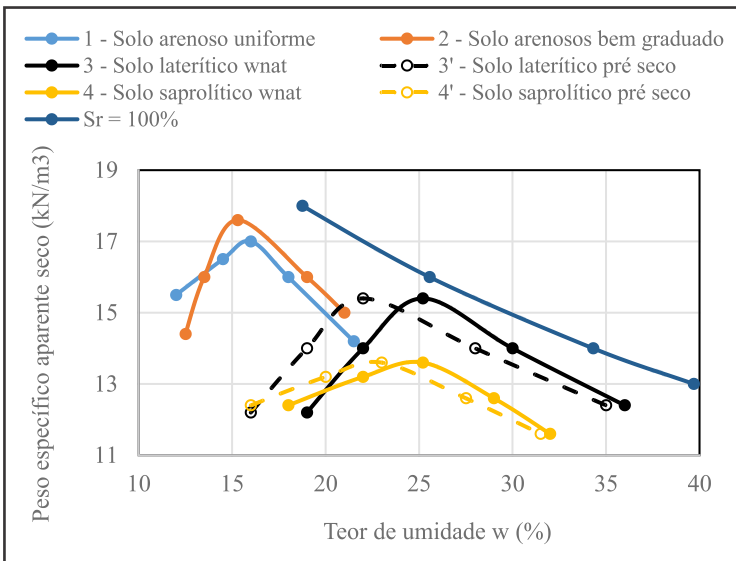 1 - Solo arenoso uniforme
2 - Solo arenosos bem graduado
3 - Solo laterítico wnat
3' - Solo laterítico pré seco
4 - Solo saprolítico wnat
4' - Solo saprolítico pré seco
Sr = 100%
Peso específico aparente seco (kN/m3)
19
17
15
13
11
10
15
20
25
30
35
40
Teor de umidade w (%)